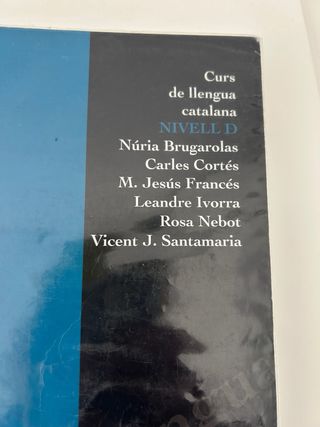 Curs
de llengua
catalana
NIVELL D
Núria Brugarolas
Carles Cortés
M. Jesús Francés
Leandre Ivorra
Rosa Nebot
Vicent J. Santamaria